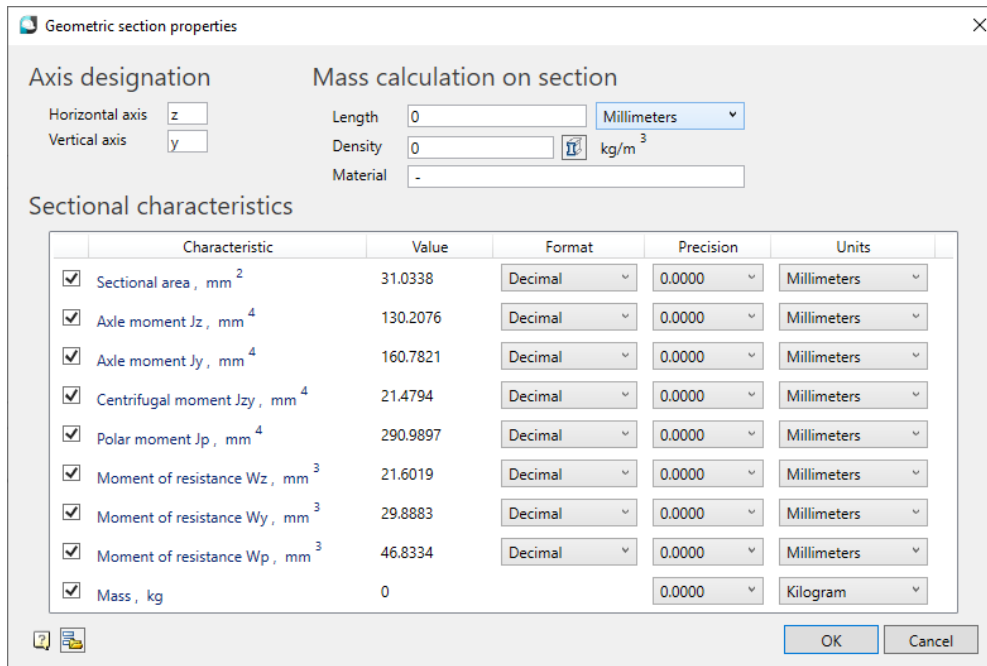 Geometric section properties
Axis designation
Mass calculation on section
Horizontal axis z
Vertical axis y
Length 0 Millimeters
Density 0 kg/m 3
Material -
Sectional characteristics
Characteristic Value Format Precision Units
Sectional area , mm 2 31.0338 Decimal 0.0000 Millimeters
Axle moment Jz , mm 4 130.2076 Decimal 0.0000 Millimeters
Axle moment Jy , mm 4 160.7821 Decimal 0.0000 Millimeters
Centrifugal moment Jzy , mm 4 21.4794 Decimal 0.0000 Millimeters
Polar moment Jp , mm 4 290.9897 Decimal 0.0000 Millimeters
Moment of resistance Wz , mm 3 21.6019 Decimal 0.0000 Millimeters
Moment of resistance Wy , mm 3 29.8883 Decimal 0.0000 Millimeters
Moment of resistance Wp , mm 3 46.8334 Decimal 0.0000 Millimeters
Mass , kg 0 0.0000 Kilogram
OK Cancel